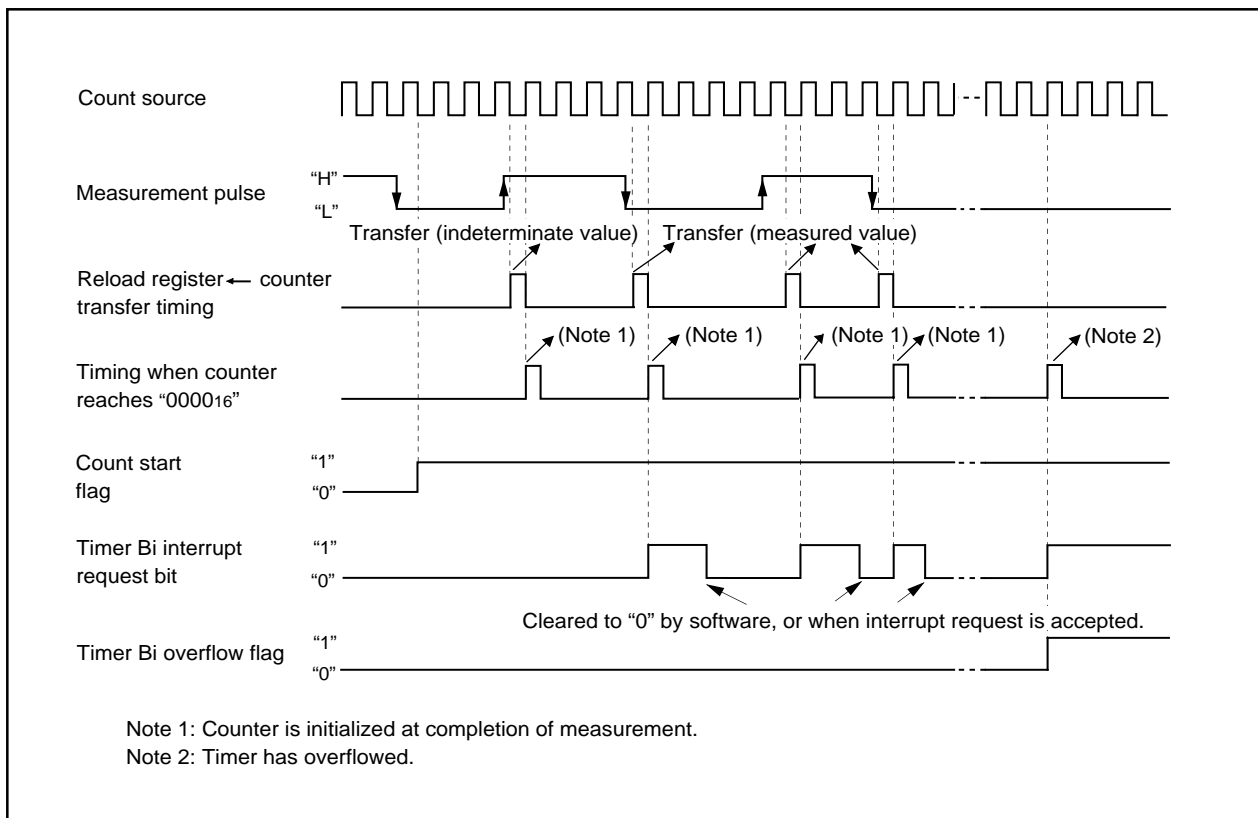 Count source
Measurement pulse
“H”
“L”
Transfer (indeterminate value)
Transfer (measured value)
Reload register ← counter
transfer timing
(Note 1)
(Note 1)
(Note 1)
(Note 1)
(Note 2)
Timing when counter
reaches “000016”
Count start
flag
“1”
“0”
Timer Bi interrupt
request bit
“1”
“0”
Cleared to “0” by software, or when interrupt request is accepted.
Timer Bi overflow flag
“1”
“0”
Note 1: Counter is initialized at completion of measurement.
Note 2: Timer has overflowed.